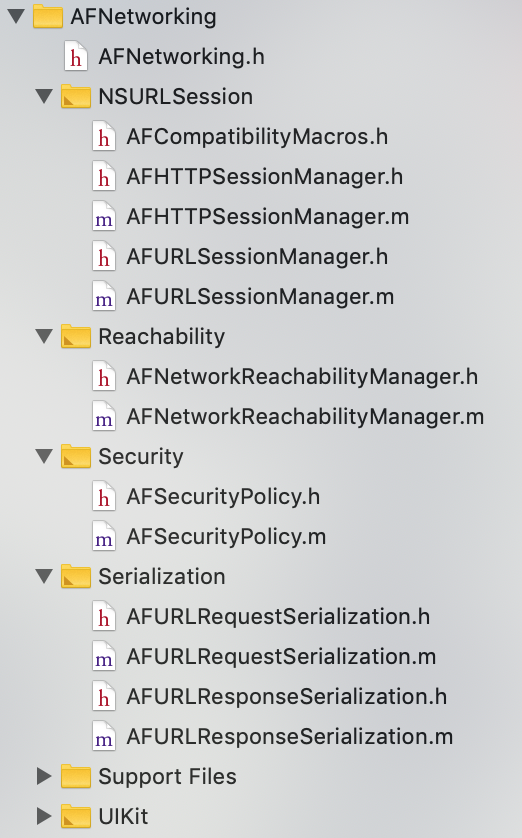 AFNetworking
h AFNetworking.h
NSURLSession
h AFCompatibilityMacros.h
h AFHTTPSessionManager.h
m AFHTTPSessionManager.m
h AFURLSessionManager.h
m AFURLSessionManager.m
Reachability
h AFNetworkReachabilityManager.h
m AFNetworkReachabilityManager.m
Security
h AFSecurityPolicy.h
m AFSecurityPolicy.m
Serialization
h AFURLRequestSerialization.h
m AFURLRequestSerialization.m
h AFURLResponseSerialization.h
m AFURLResponseSerialization.m
Support Files
UIKit